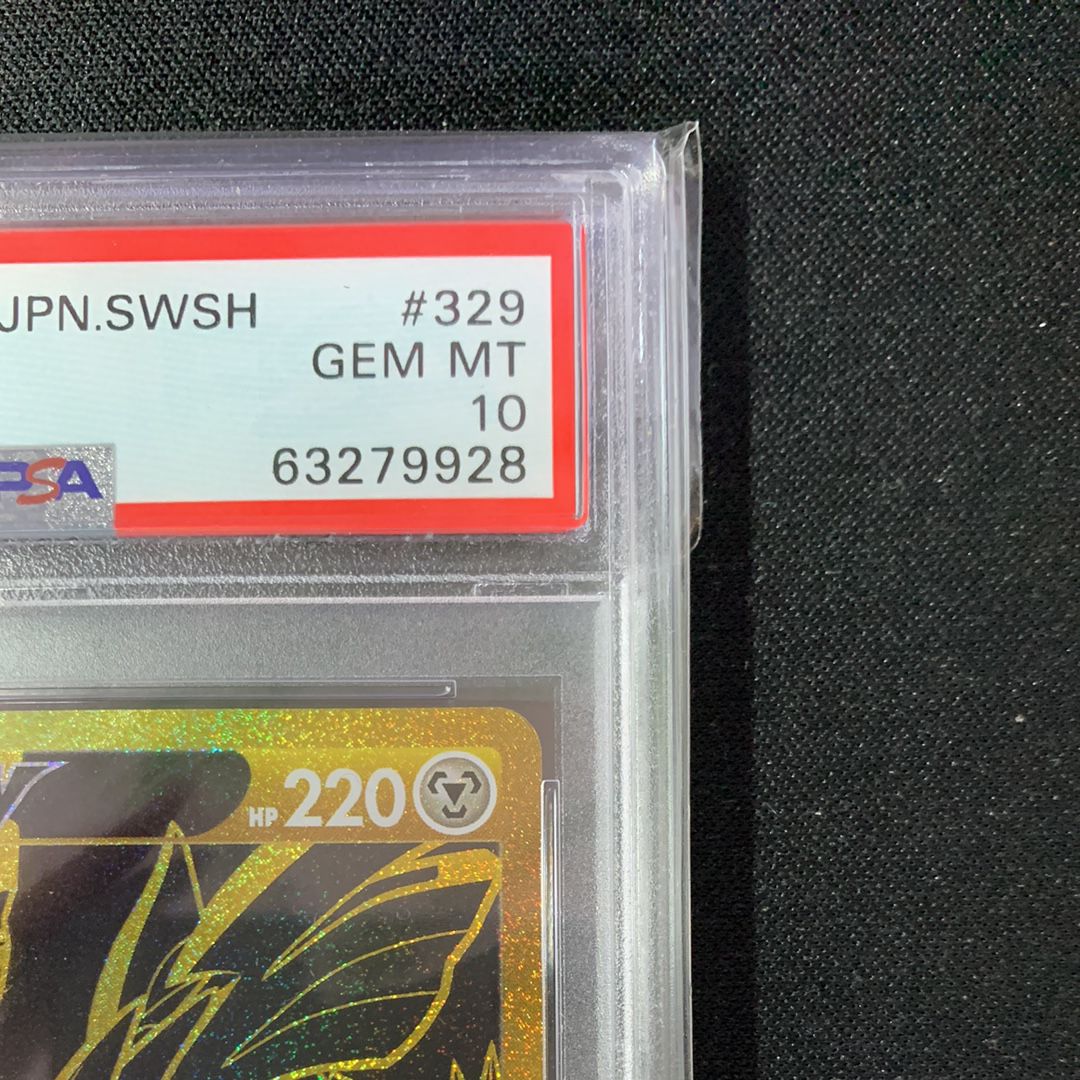 JPN.SWSH #329
GEM MT
10
PSA 63279928
HP 220